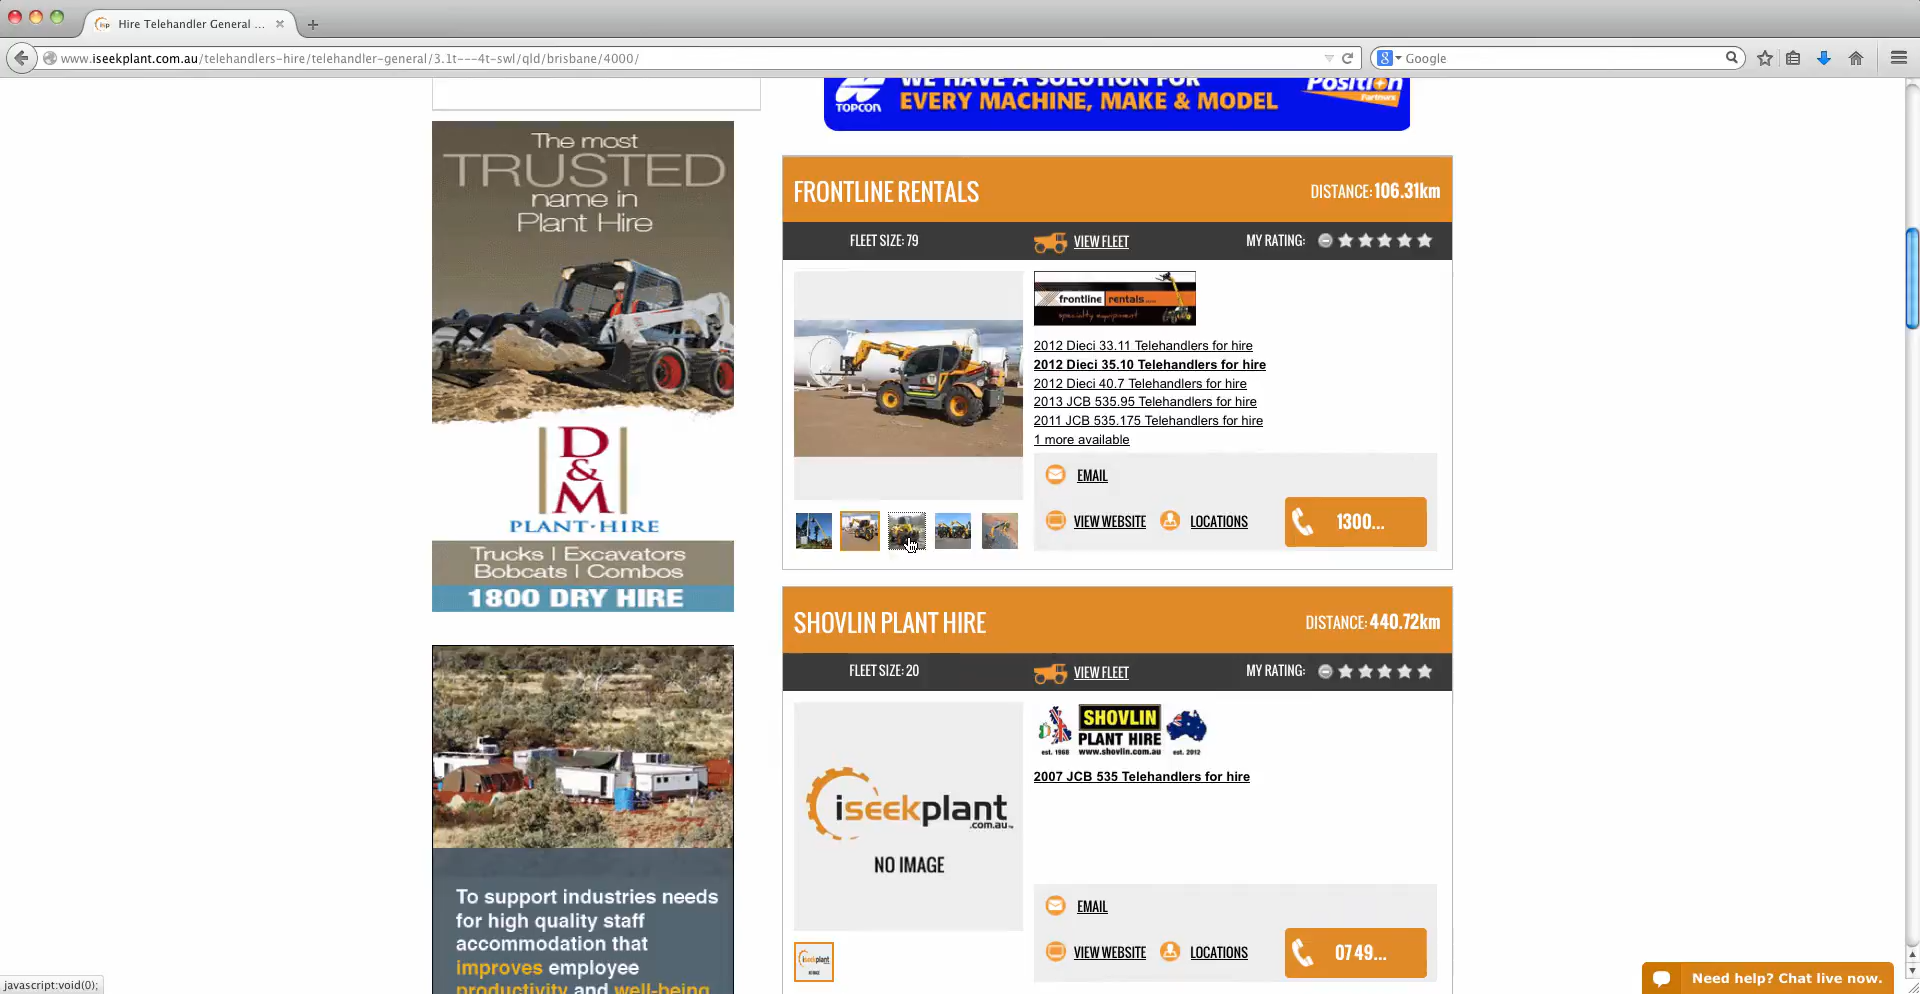 Hire Telehandler General ...
www.iseekplant.com.au/telehandlers-hire/telehandler-general/3.1t---4t-swl/qld/brisbane/4000/
Google
TOPCON
WE HAVE A SOLUTION FOR
EVERY MACHINE, MAKE & MODEL
Position
Partners
The most
TRUSTED
name in
Plant Hire
D
&
M
PLANT·HIRE
Trucks | Excavators
Bobcats | Combos
1800 DRY HIRE
FRONTLINE RENTALS
DISTANCE: 106.31km
FLEET SIZE: 79
VIEW FLEET
MY RATING:
frontline rentals
specialty equipment
2012 Dieci 33.11 Telehandlers for hire
2012 Dieci 35.10 Telehandlers for hire
2012 Dieci 40.7 Telehandlers for hire
2013 JCB 535.95 Telehandlers for hire
2011 JCB 535.175 Telehandlers for hire
1 more available
EMAIL
VIEW WEBSITE
LOCATIONS
1300...
SHOVLIN PLANT HIRE
DISTANCE: 440.72km
FLEET SIZE: 20
VIEW FLEET
MY RATING:
SHOVLIN
PLANT HIRE
est. 1968
www.shovlin.com.au
est. 2012
2007 JCB 535 Telehandlers for hire
iseekplant
.com.au
NO IMAGE
EMAIL
VIEW WEBSITE
LOCATIONS
07 49...
To support industries needs
for high quality staff
accommodation that
improves employee
productivity and well-being
javascript:void(0);
Need help? Chat live now.